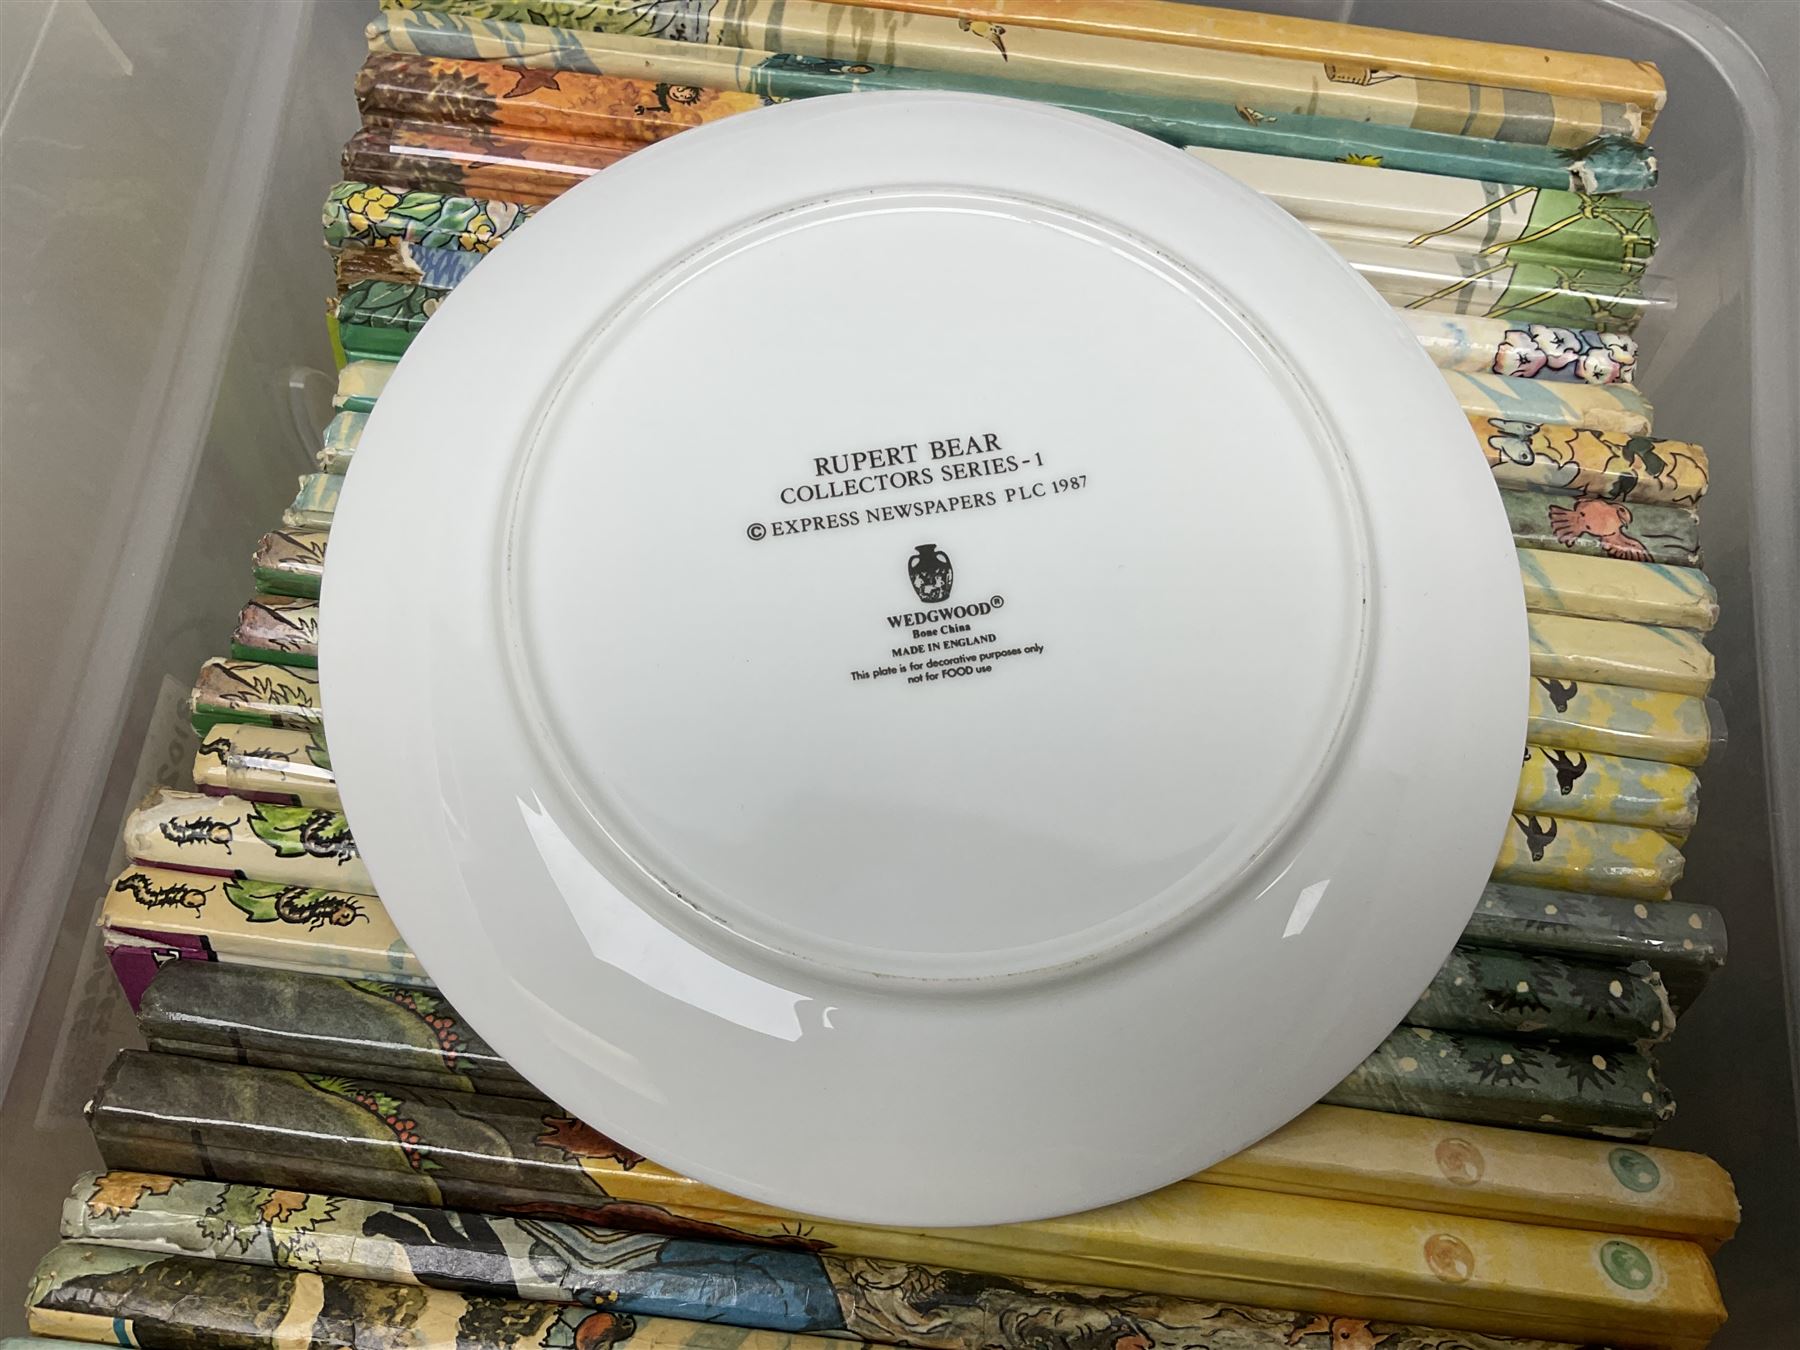 RUPERT BEAR
COLLECTORS SERIES-1
© EXPRESS NEWSPAPERS PLC 1987
WEDGWOOD®
Bone China
MADE IN ENGLAND
This plate is for decorative purposes only
not for FOOD use